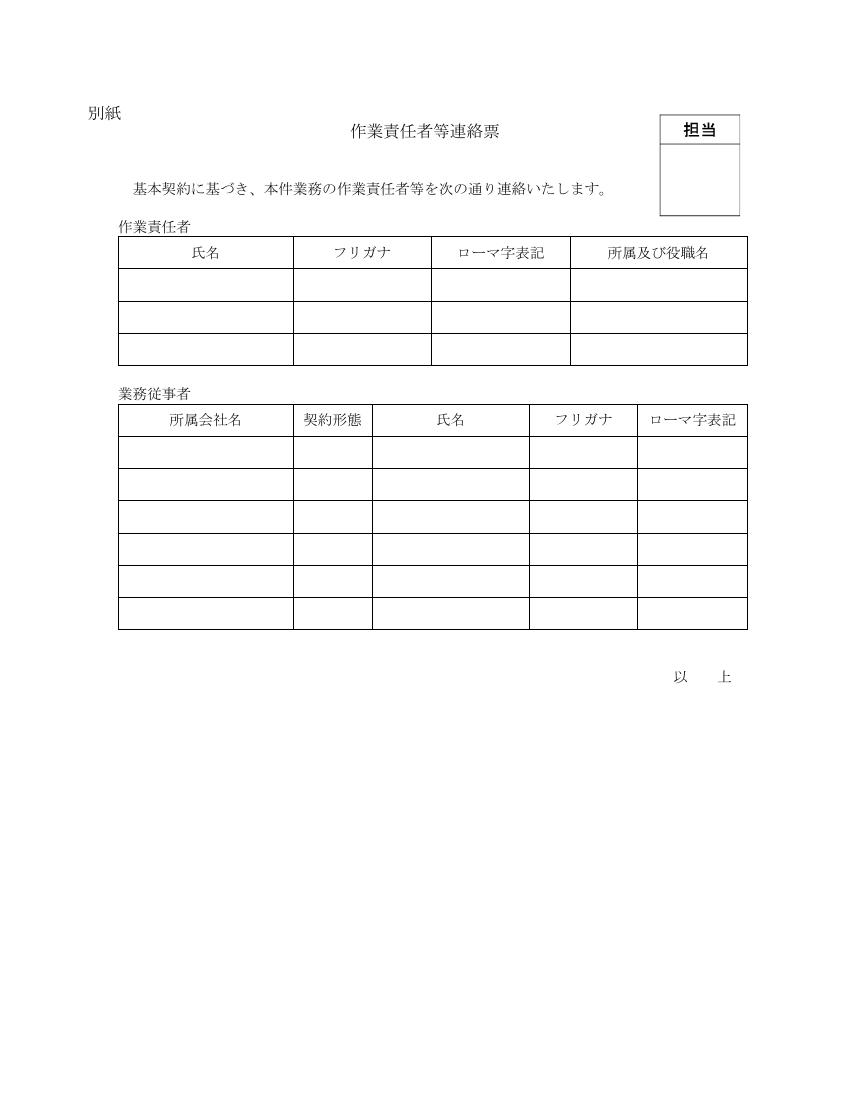 別紙
作業責任者等連絡票
担当
基本契約に基づき、本件業務の作業責任者等を次の通り連絡いたします。
作業責任者
氏名 フリガナ ローマ字表記 所属及び役職名
業務従事者
所属会社名 契約形態 氏名 フリガナ ローマ字表記
以　上